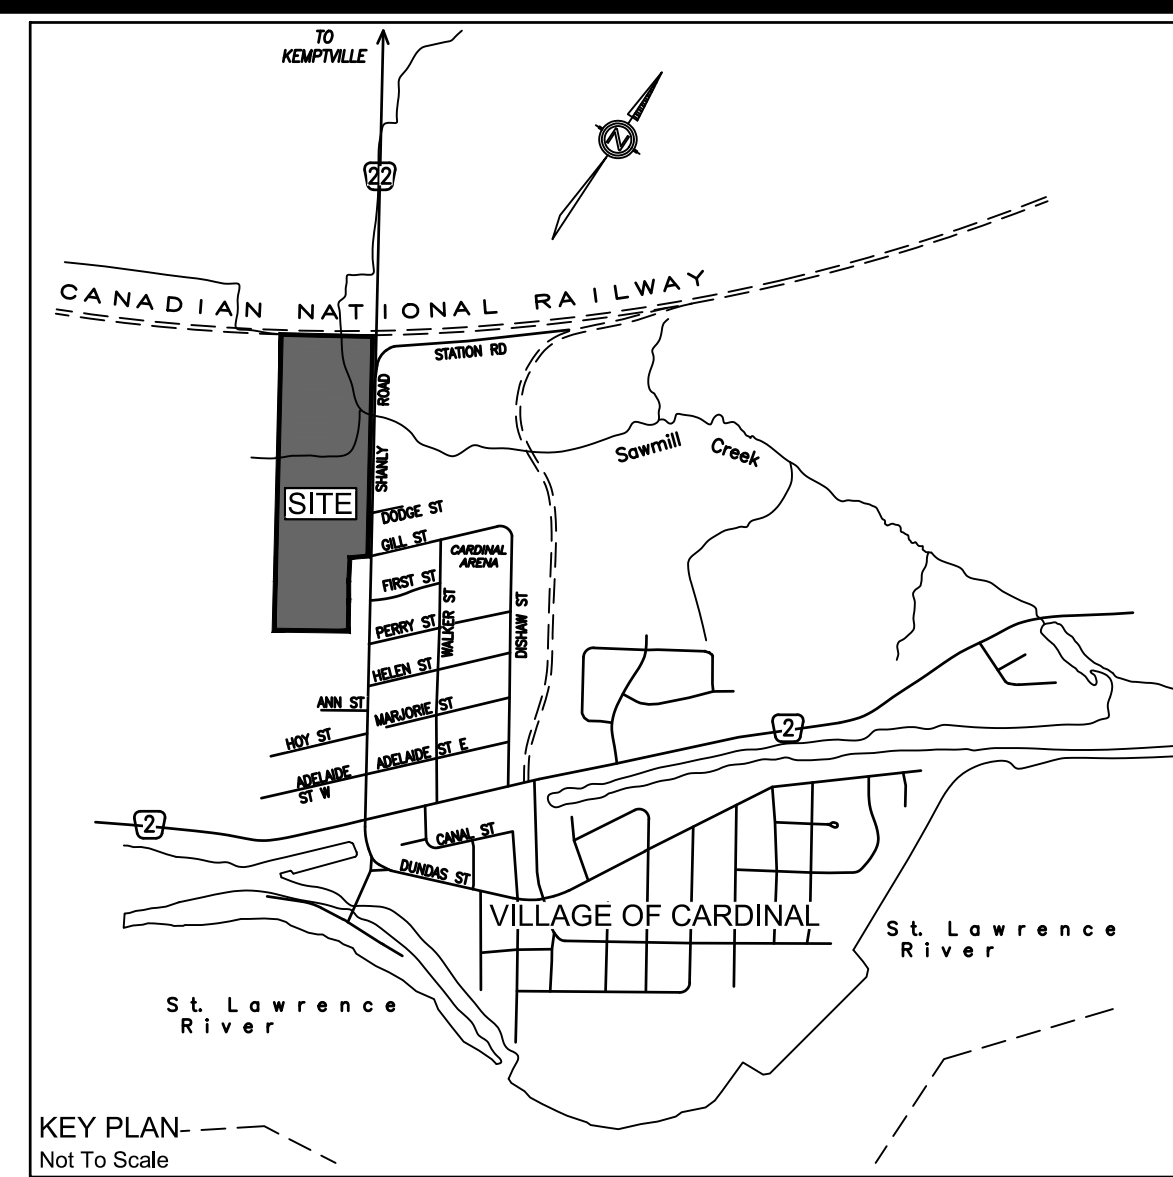 TO
KEMPTVILLE
22
N
CANADIAN NATIONAL RAILWAY
STATION RD
SHANLY ROAD
Sawmill Creek
SITE
DODGE ST
GILL ST
CARDINAL
ARENA
FIRST ST
WALKER ST
DISHAW ST
PERRY ST
HELEN ST
ANN ST
MARJORIE ST
HOY ST
ADELAIDE ST E
ADELAIDE
ST W
2
2
CANAL ST
DUNDAS ST
VILLAGE OF CARDINAL
St. Lawrence
River
St. Lawrence
River
KEY PLAN
Not To Scale